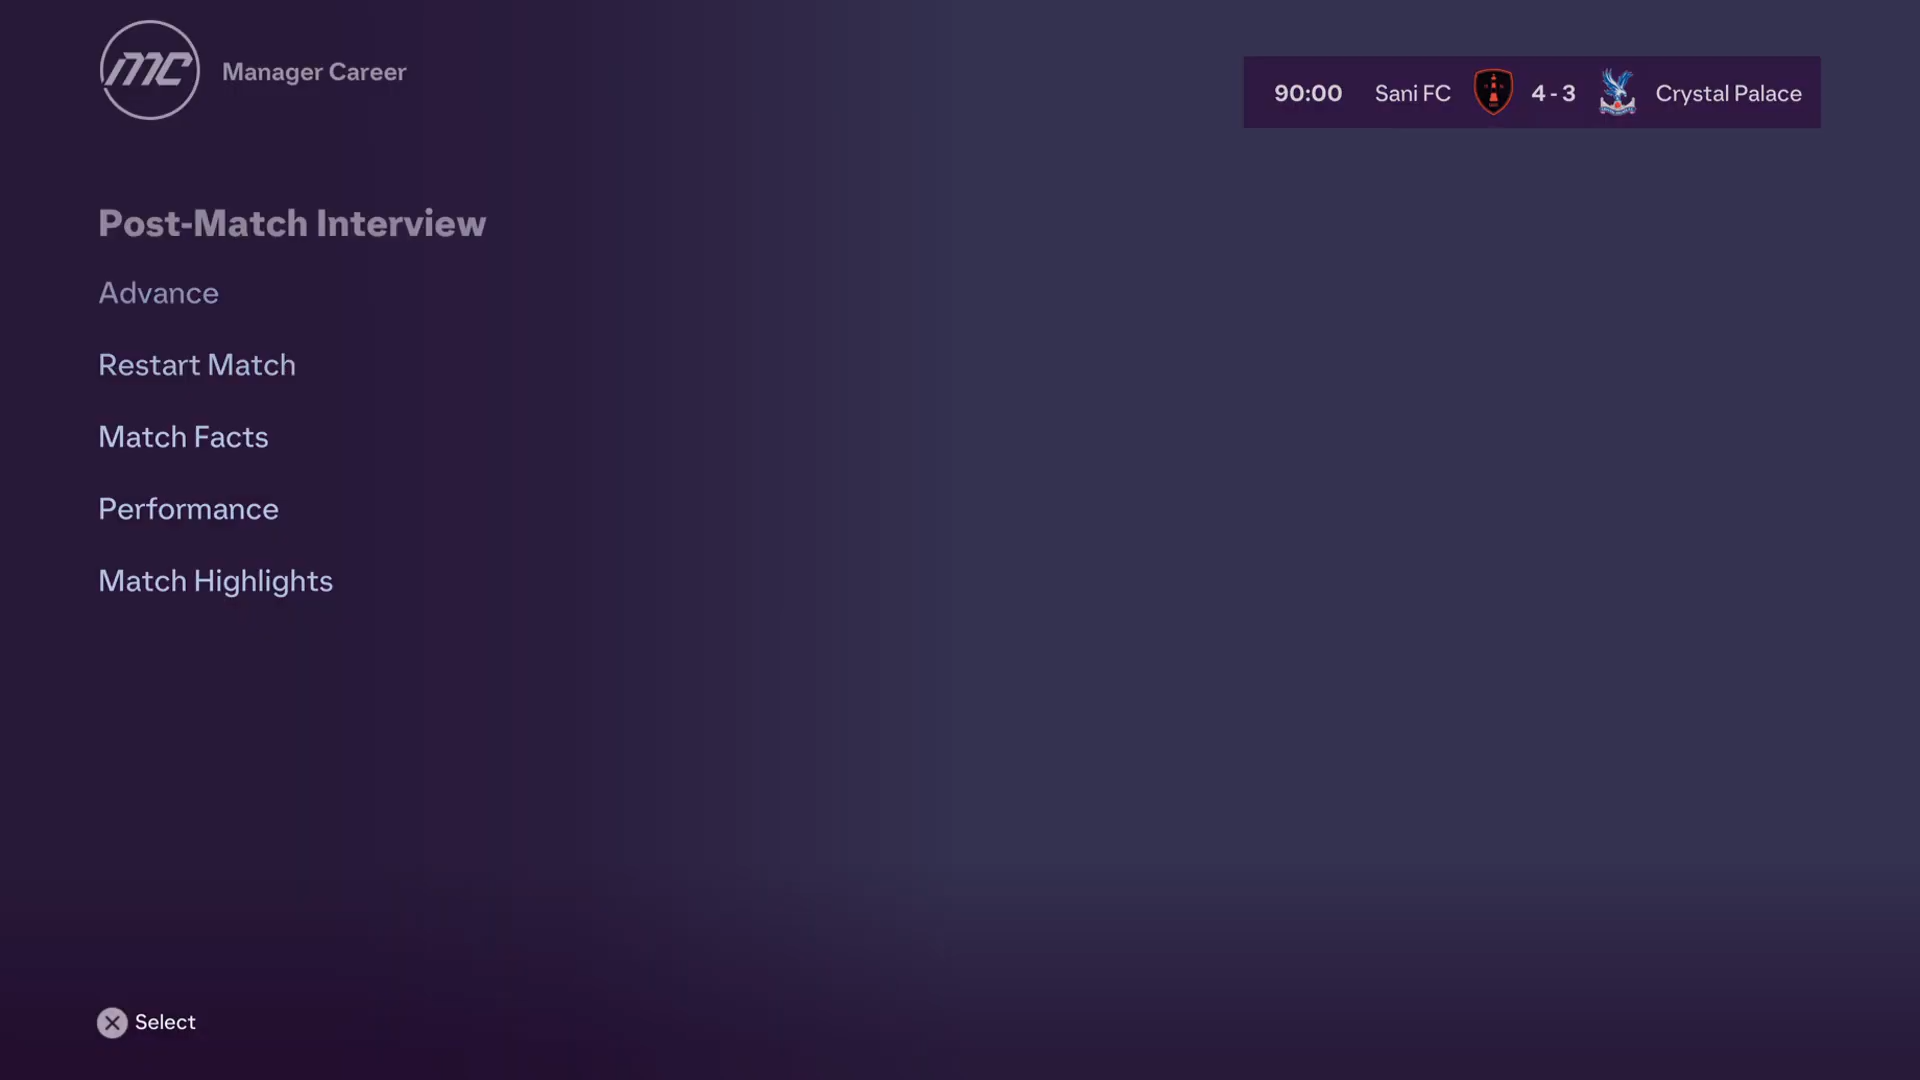 MC
Manager Career
90:00 Sani FC 4 - 3 Crystal Palace
Post-Match Interview
Advance
Restart Match
Match Facts
Performance
Match Highlights
Select